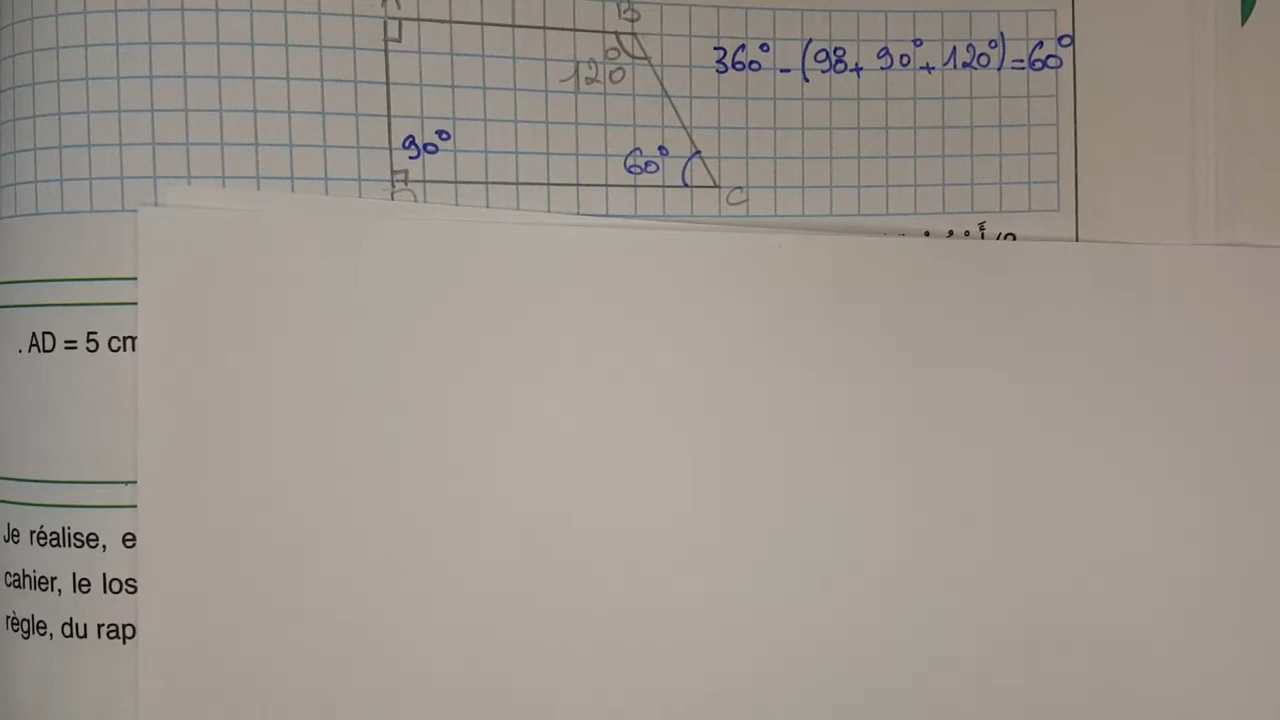 B
360° - (98+ 90°+120°)=60°
120°
90°
60°
C
. AD = 5 cm
Je réalise, e
cahier, le los
règle, du rap